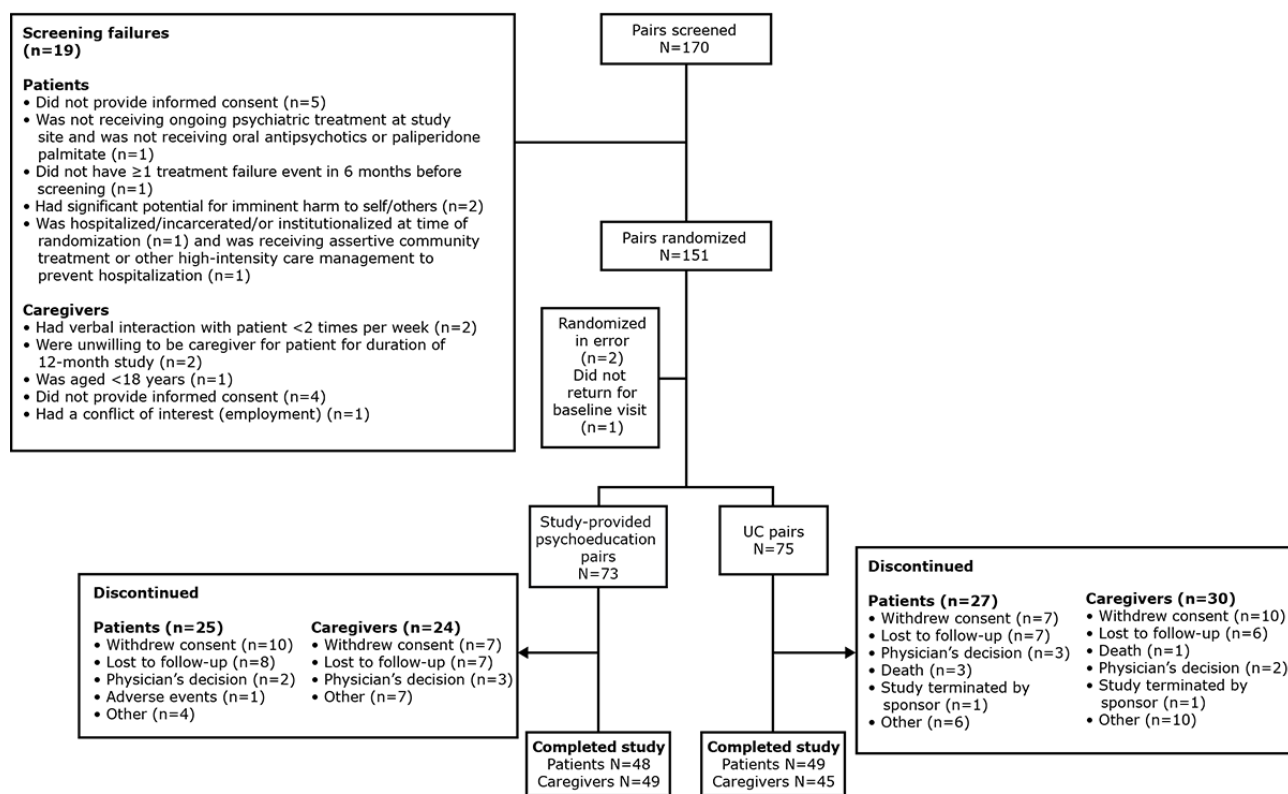 Screening failures
(n=19)
Patients
• Did not provide informed consent (n=5)
• Was not receiving ongoing psychiatric treatment at study
site and was not receiving oral antipsychotics or paliperidone
palmitate (n=1)
• Did not have ≥1 treatment failure event in 6 months before
screening (n=1)
• Had significant potential for imminent harm to self/others (n=2)
• Was hospitalized/incarcerated/or institutionalized at time of
randomization (n=1) and was receiving assertive community
treatment or other high-intensity care management to
prevent hospitalization (n=1)
Caregivers
• Had verbal interaction with patient <2 times per week (n=2)
• Were unwilling to be caregiver for patient for duration of
12-month study (n=2)
• Was aged <18 years (n=1)
• Did not provide informed consent (n=4)
• Had a conflict of interest (employment) (n=1)
Pairs screened
N=170
Pairs randomized
N=151
Randomized
in error
(n=2)
Did not
return for
baseline visit
(n=1)
Study-provided
psychoeducation
pairs
N=73
UC pairs
N=75
Discontinued
Patients (n=25)
• Withdrew consent (n=10)
• Lost to follow-up (n=8)
• Physician's decision (n=2)
• Adverse events (n=1)
• Other (n=4)
Caregivers (n=24)
• Withdrew consent (n=7)
• Lost to follow-up (n=7)
• Physician's decision (n=3)
• Other (n=7)
Discontinued
Patients (n=27)
• Withdrew consent (n=7)
• Lost to follow-up (n=7)
• Physician's decision (n=3)
• Death (n=3)
• Study terminated by
sponsor (n=1)
• Other (n=6)
Caregivers (n=30)
• Withdrew consent (n=10)
• Lost to follow-up (n=6)
• Death (n=1)
• Physician's decision (n=2)
• Study terminated by
sponsor (n=1)
• Other (n=10)
Completed study
Patients N=48
Caregivers N=49
Completed study
Patients N=49
Caregivers N=45